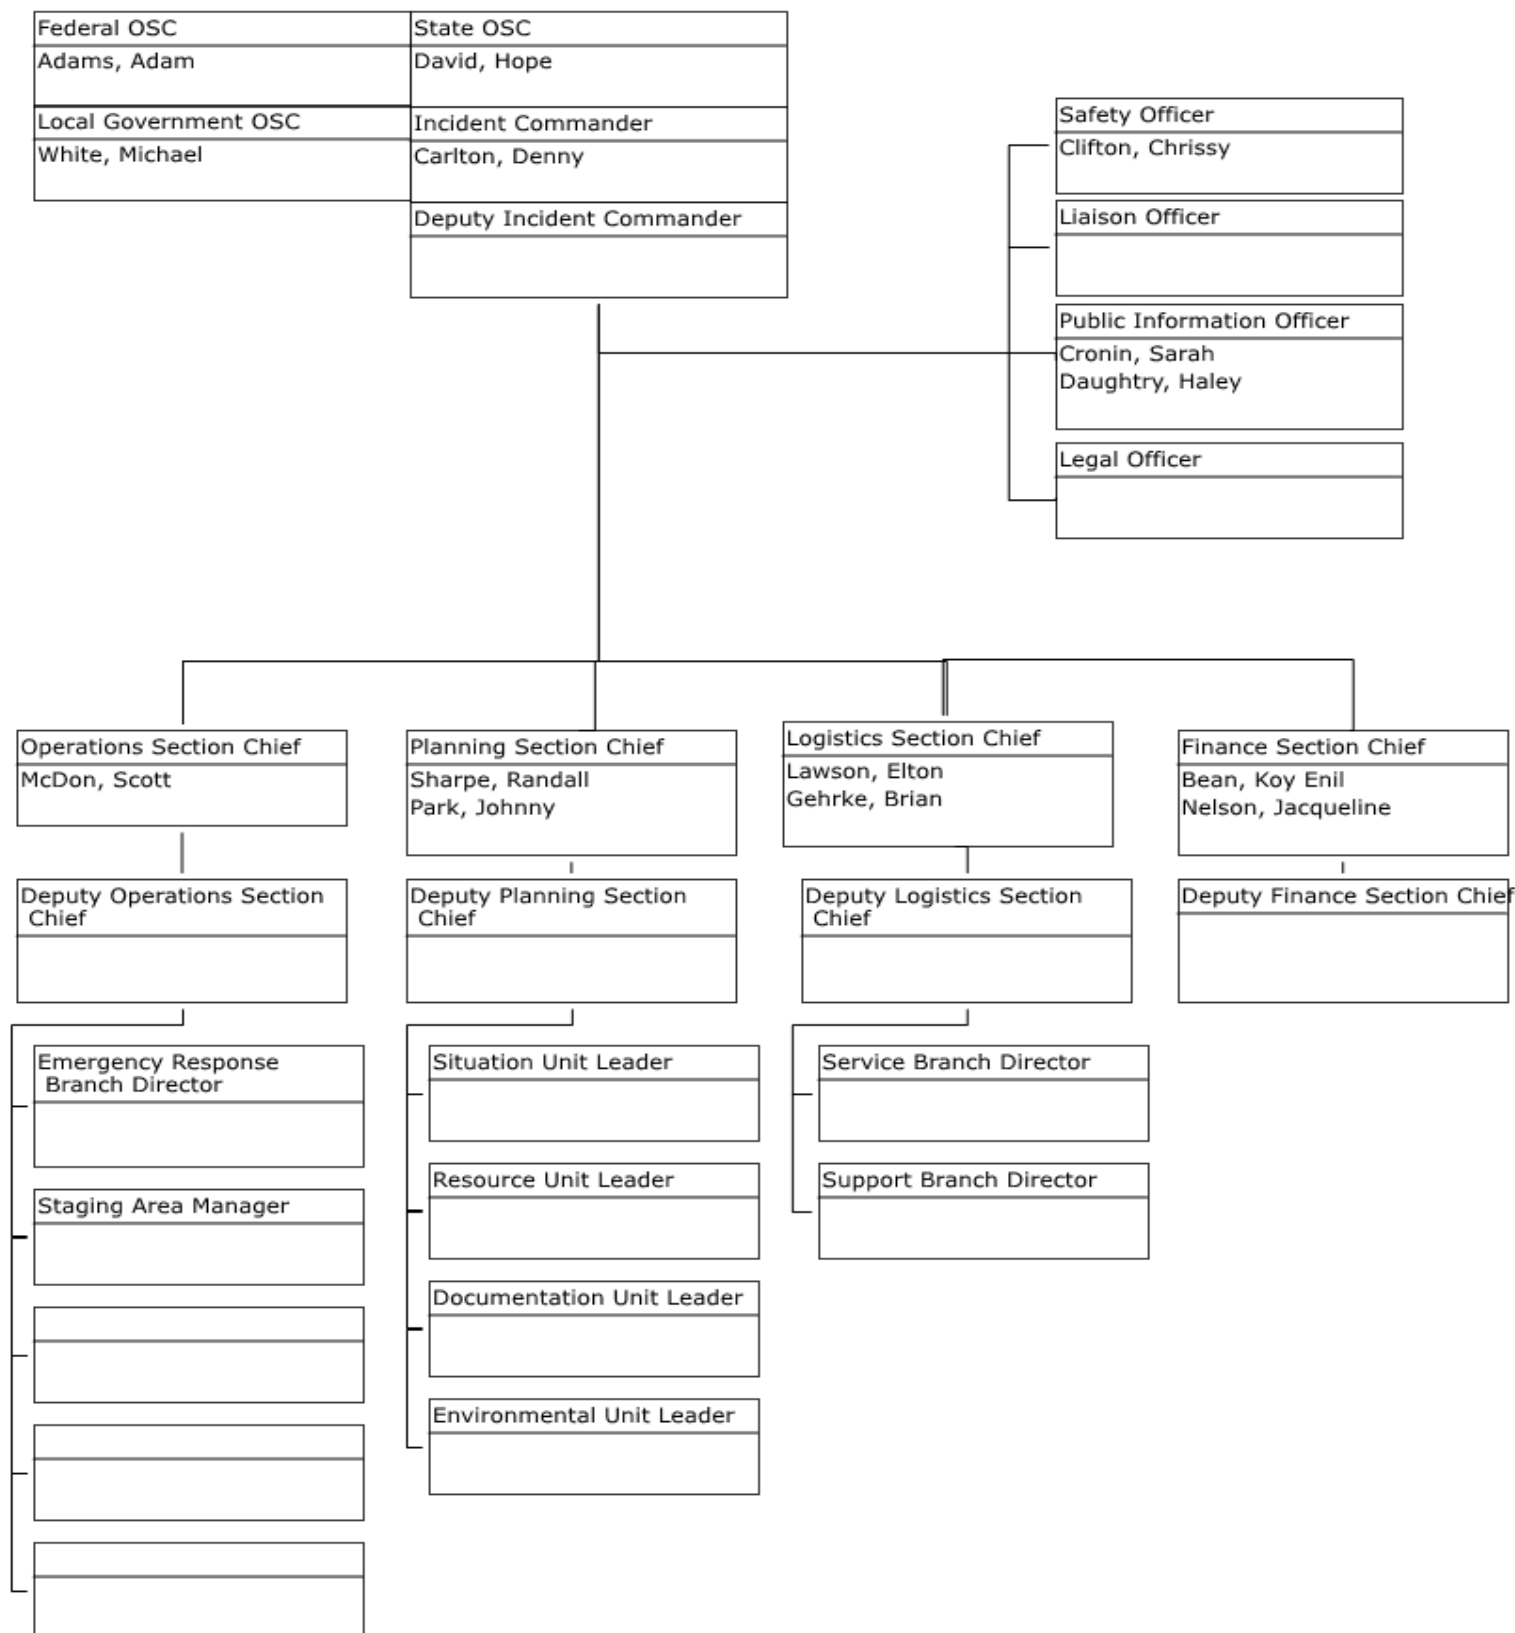 Federal OSC
Adams, Adam
State OSC
David, Hope
Local Government OSC
White, Michael
Incident Commander
Carlton, Denny
Deputy Incident Commander
Safety Officer
Clifton, Chrissy
Liaison Officer
Public Information Officer
Cronin, Sarah
Daughtry, Haley
Legal Officer
Operations Section Chief
McDon, Scott
Planning Section Chief
Sharpe, Randall
Park, Johnny
Logistics Section Chief
Lawson, Elton
Gehrke, Brian
Finance Section Chief
Bean, Koy Enil
Nelson, Jacqueline
Deputy Operations Section
Chief
Deputy Planning Section
Chief
Deputy Logistics Section
Chief
Deputy Finance Section Chief
Emergency Response
Branch Director
Staging Area Manager
Situation Unit Leader
Resource Unit Leader
Documentation Unit Leader
Environmental Unit Leader
Service Branch Director
Support Branch Director